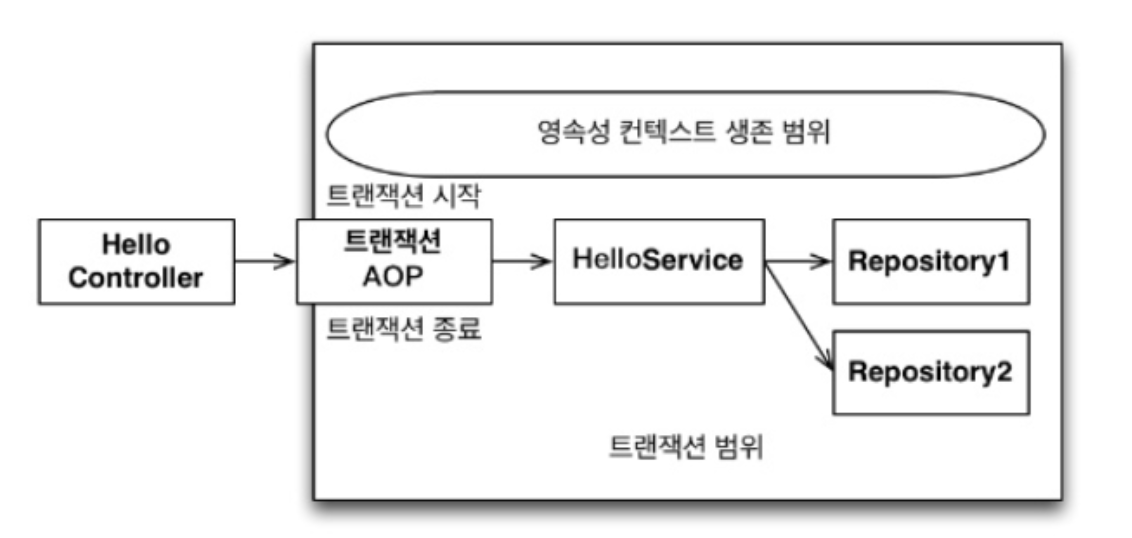 영속성 컨텍스트 생존 범위
트랜잭션 시작
Hello
Controller
트랜잭션
AOP
HelloService
Repository1
트랜잭션 종료
Repository2
트랜잭션 범위